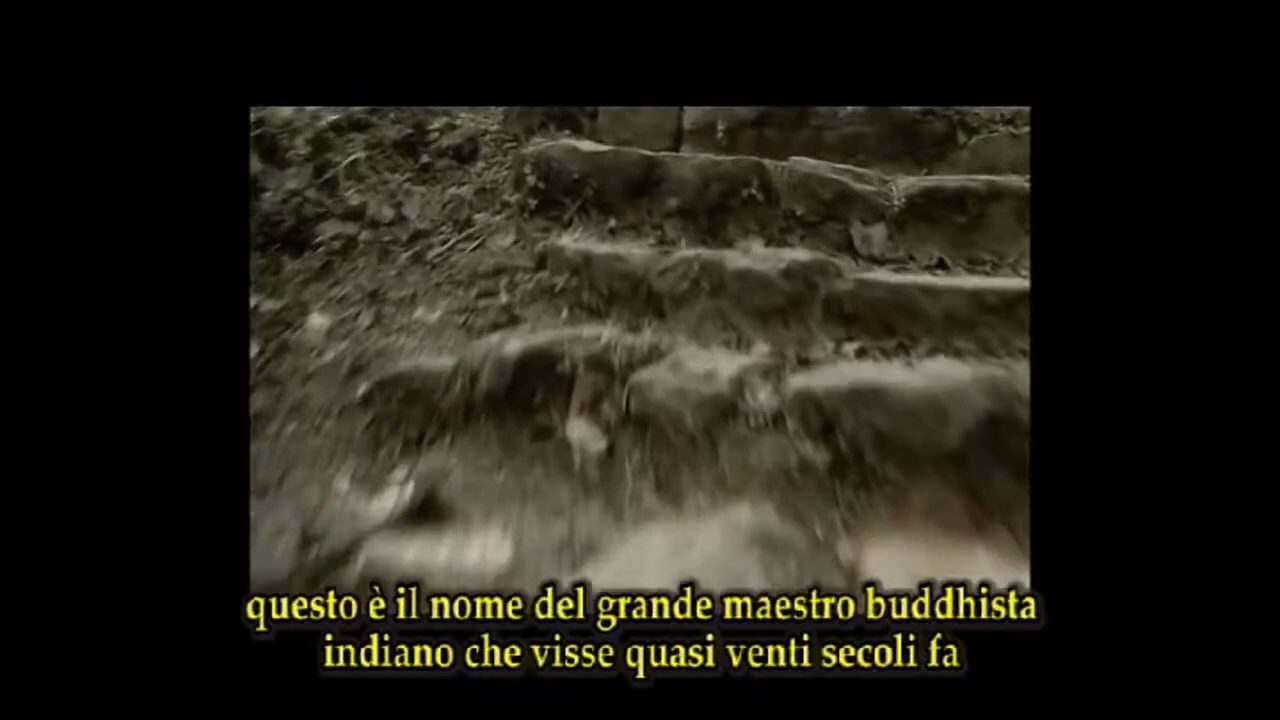 questo è il nome del grande maestro buddhista
indiano che visse quasi venti secoli fa